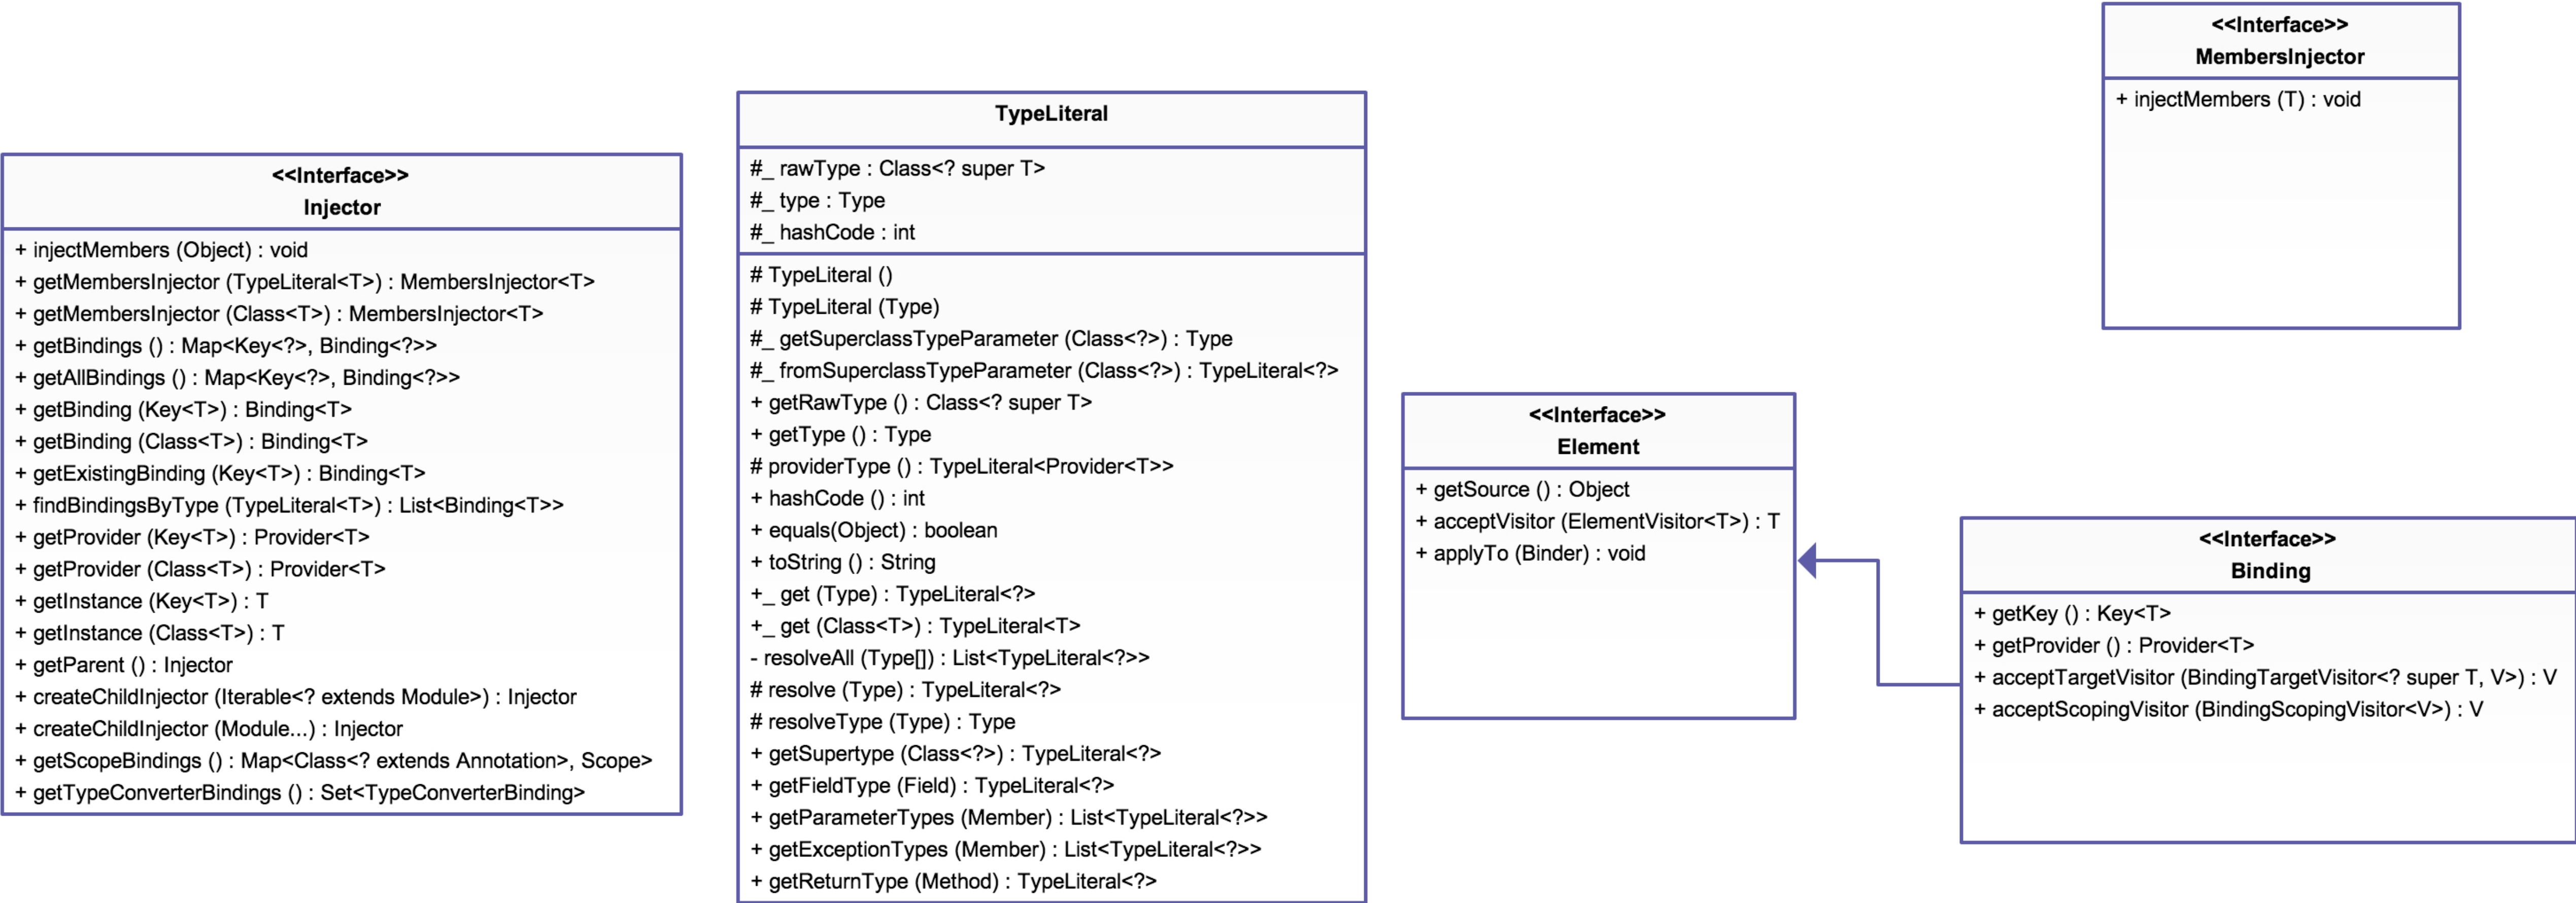 <<Interface>>
Injector
+ injectMembers (Object) : void
+ getMembersInjector (TypeLiteral<T>) : MembersInjector<T>
+ getMembersInjector (Class<T>) : MembersInjector<T>
+ getBindings () : Map<Key<?>, Binding<?>>
+ getAllBindings () : Map<Key<?>, Binding<?>>
+ getBinding (Key<T>) : Binding<T>
+ getBinding (Class<T>) : Binding<T>
+ getExistingBinding (Key<T>) : Binding<T>
+ findBindingsByType (TypeLiteral<T>) : List<Binding<T>>
+ getProvider (Key<T>) : Provider<T>
+ getProvider (Class<T>) : Provider<T>
+ getInstance (Key<T>) : T
+ getInstance (Class<T>) : T
+ getParent () : Injector
+ createChildInjector (Iterable<? extends Module>) : Injector
+ createChildInjector (Module...) : Injector
+ getScopeBindings () : Map<Class<? extends Annotation>, Scope>
+ getTypeConverterBindings () : Set<TypeConverterBinding>
TypeLiteral
#_ rawType : Class<? super T>
#_ type : Type
#_ hashCode : int
# TypeLiteral ()
# TypeLiteral (Type)
#_ getSuperclassTypeParameter (Class<?>) : Type
#_ fromSuperclassTypeParameter (Class<?>) : TypeLiteral<?>
+ getRawType () : Class<? super T>
+ getType () : Type
# providerType () : TypeLiteral<Provider<T>>
+ hashCode () : int
+ equals(Object) : boolean
+ toString () : String
+_ get (Type) : TypeLiteral<?>
+_ get (Class<T>) : TypeLiteral<T>
- resolveAll (Type[]) : List<TypeLiteral<?>>
# resolve (Type) : TypeLiteral<?>
# resolveType (Type) : Type
+ getSupertype (Class<?>) : TypeLiteral<?>
+ getFieldType (Field) : TypeLiteral<?>
+ getParameterTypes (Member) : List<TypeLiteral<?>>
+ getExceptionTypes (Member) : List<TypeLiteral<?>>
+ getReturnType (Method) : TypeLiteral<?>
<<Interface>>
Element
+ getSource () : Object
+ acceptVisitor (ElementVisitor<T>) : T
+ applyTo (Binder) : void
<<Interface>>
MembersInjector
+ injectMembers (T) : void
<<Interface>>
Binding
+ getKey () : Key<T>
+ getProvider () : Provider<T>
+ acceptTargetVisitor (BindingTargetVisitor<? super T, V>) : V
+ acceptScopingVisitor (BindingScopingVisitor<V>) : V